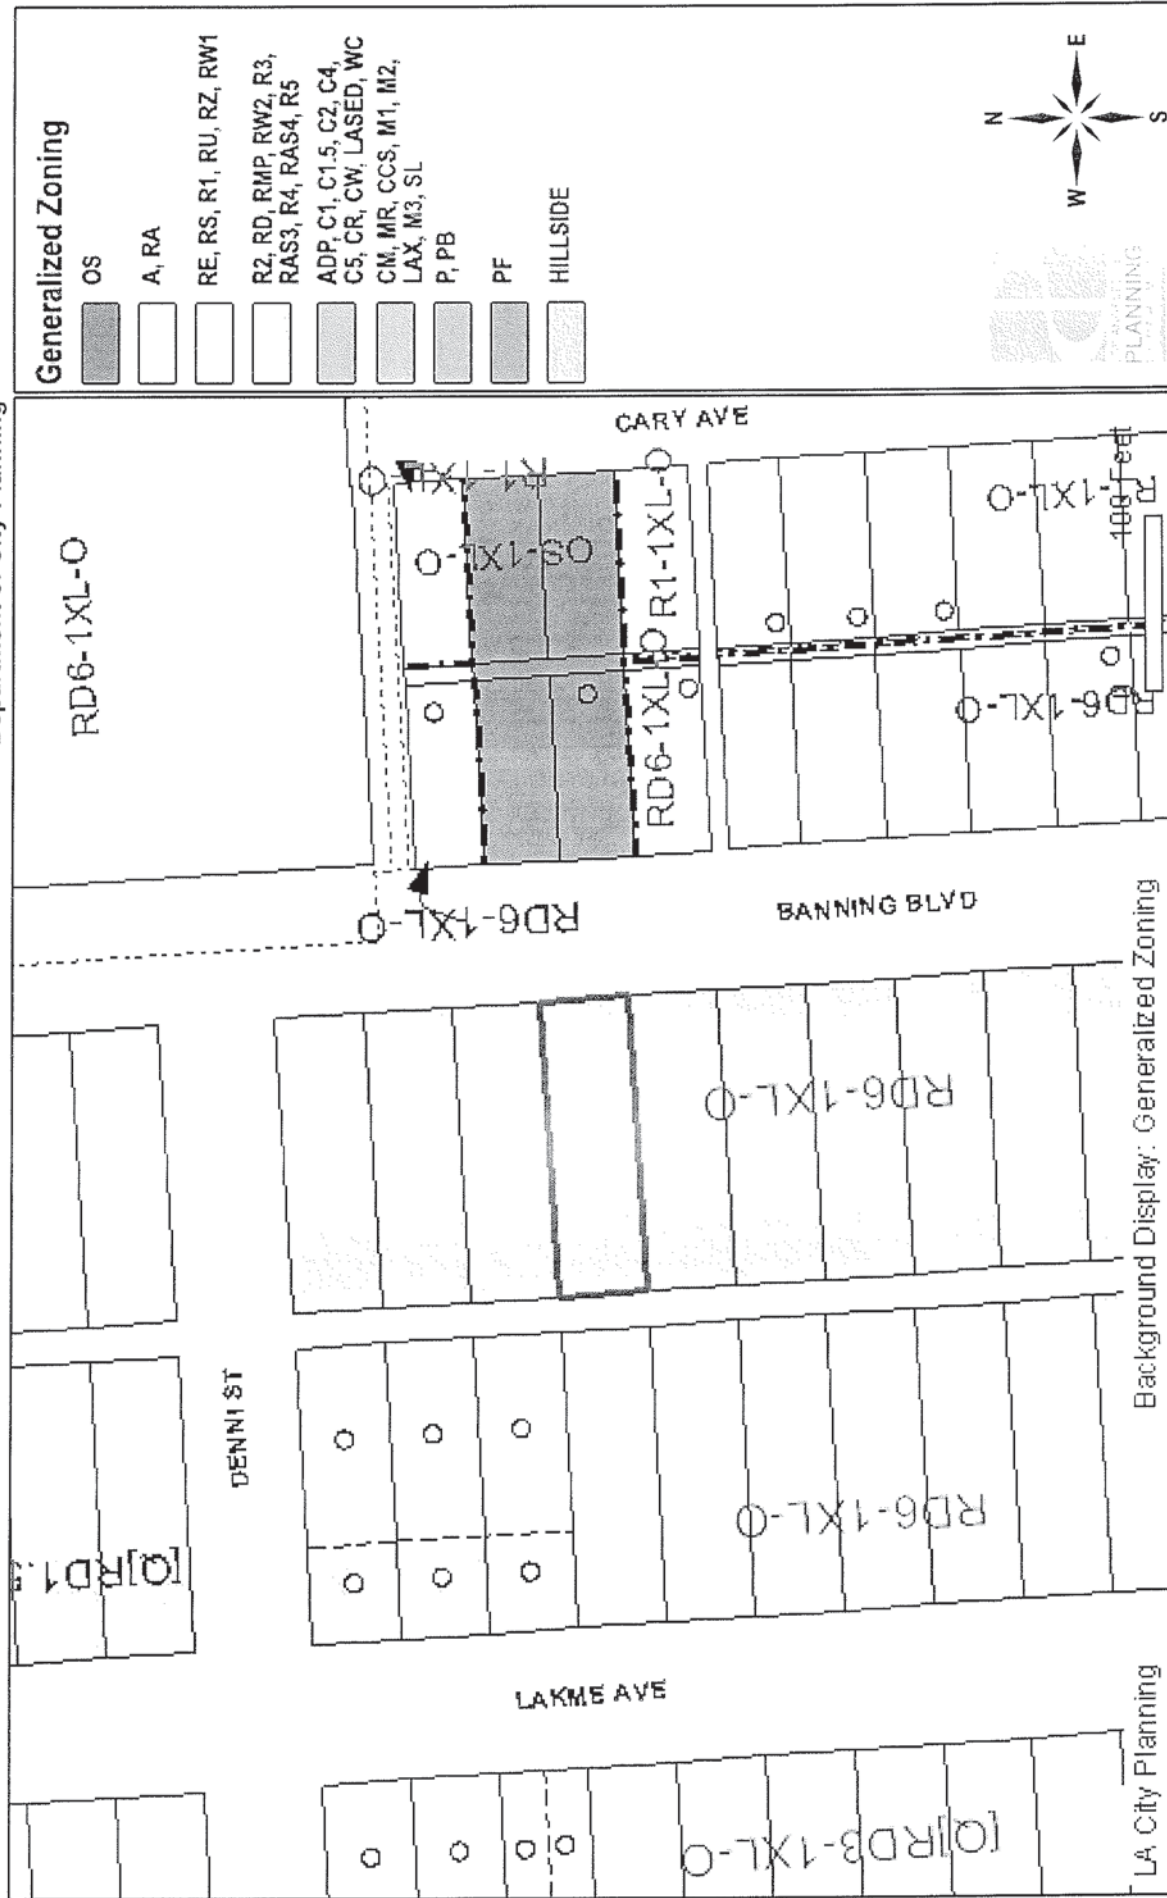 Generalized Zoning
OS
A, RA
RE, RS, R1, RU, RZ, RW1
R2, RD, RMP, RW2, R3,
RAS3, R4, RAS4, R5
ADP, C1, C1.5, C2, C4,
C5, CR, CW, LASED, WC
CM, MR, CCS, M1, M2,
LAX, M3, SL
P, PB
PF
HILLSIDE
N
W
E
S
PLANNING
RD6-1XL-O
CARY AVE
R1-1XL-O
OS-1XL-O
R1-1XL-O
RD6-1XL-O
R1-1XL-O
100 Feet
RD6-1XL-O
RD6-1XL-O
BANNING BLVD
RD6-1XL-O
DENNI ST
[Q]RD1
RD6-1XL-O
LAKME AVE
[Q]RD3-1XL-O
LA City Planning
Background Display: Generalized Zoning